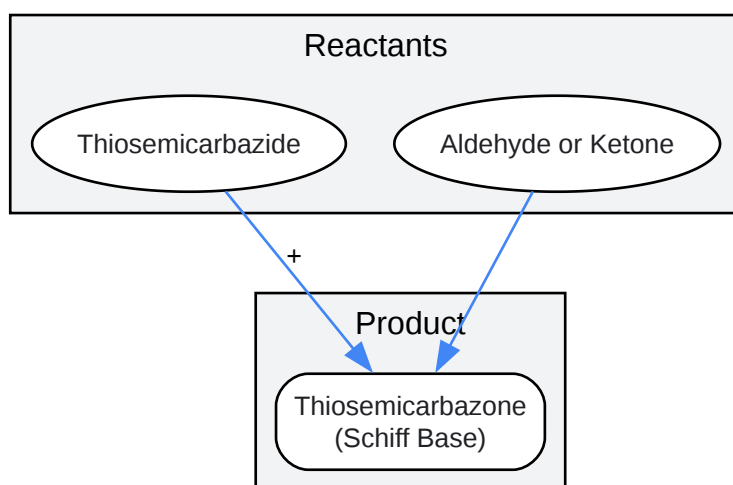 Reactants
Thiosemicarbazide
Aldehyde or Ketone
+
Product
Thiosemicarbazone
(Schiff Base)